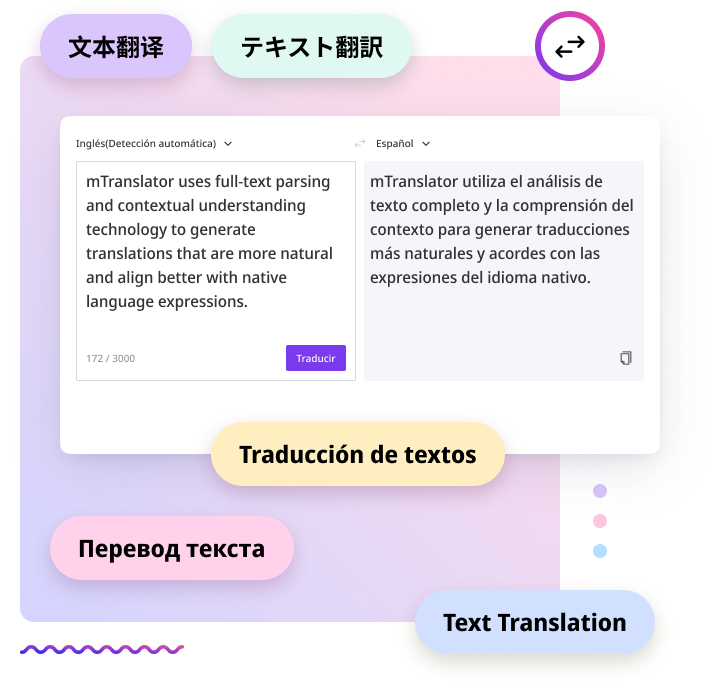 文本翻译
テキスト翻訳
Inglés(Detección automática)
Español
mTranslator uses full-text parsing
and contextual understanding
technology to generate
translations that are more natural
and align better with native
language expressions.
172 / 3000
Traducir
mTranslator utiliza el análisis de
texto completo y la comprensión del
contexto para generar traducciones
más naturales y acordes con las
expresiones del idioma nativo.
Traducción de textos
Перевод текста
Text Translation